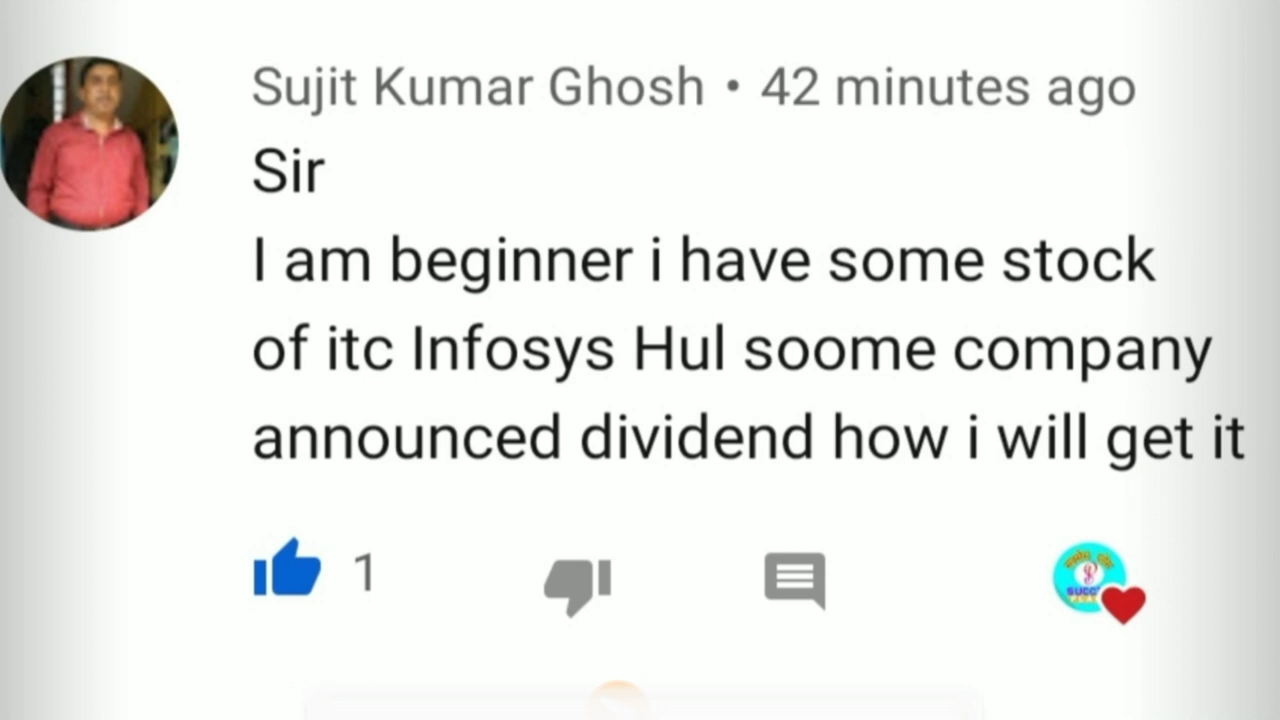 Sujit Kumar Ghosh • 42 minutes ago
Sir
I am beginner i have some stock
of itc Infosys Hul soome company
announced dividend how i will get it
1